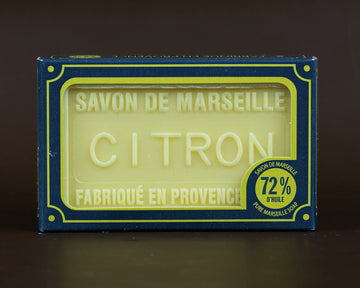 SAVON DE MARSEILLE
CITRON
FABRIQUÉ EN PROVENCE
SAVON DE MARSEILLE
72 %
D'HUILE
PURE MARSEILLE SOAP